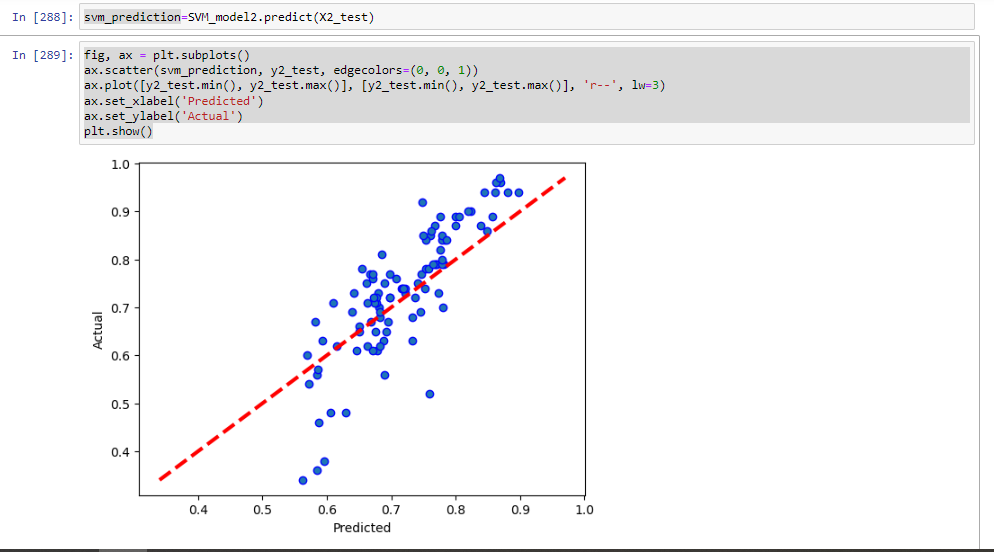 In [288]: svm_prediction=SVM_model2.predict(X2_test)
In [289]: fig, ax = plt.subplots()
ax.scatter(svm_prediction, y2_test, edgecolors=(0, 0, 1))
ax.plot([y2_test.min(), y2_test.max()], [y2_test.min(), y2_test.max()], 'r--', lw=3)
ax.set_xlabel('Predicted')
ax.set_ylabel('Actual')
plt.show()
1.0
0.9
0.8
0.7
0.6
0.5
0.4
Actual
0.4 0.5 0.6 0.7 0.8 0.9 1.0
Predicted